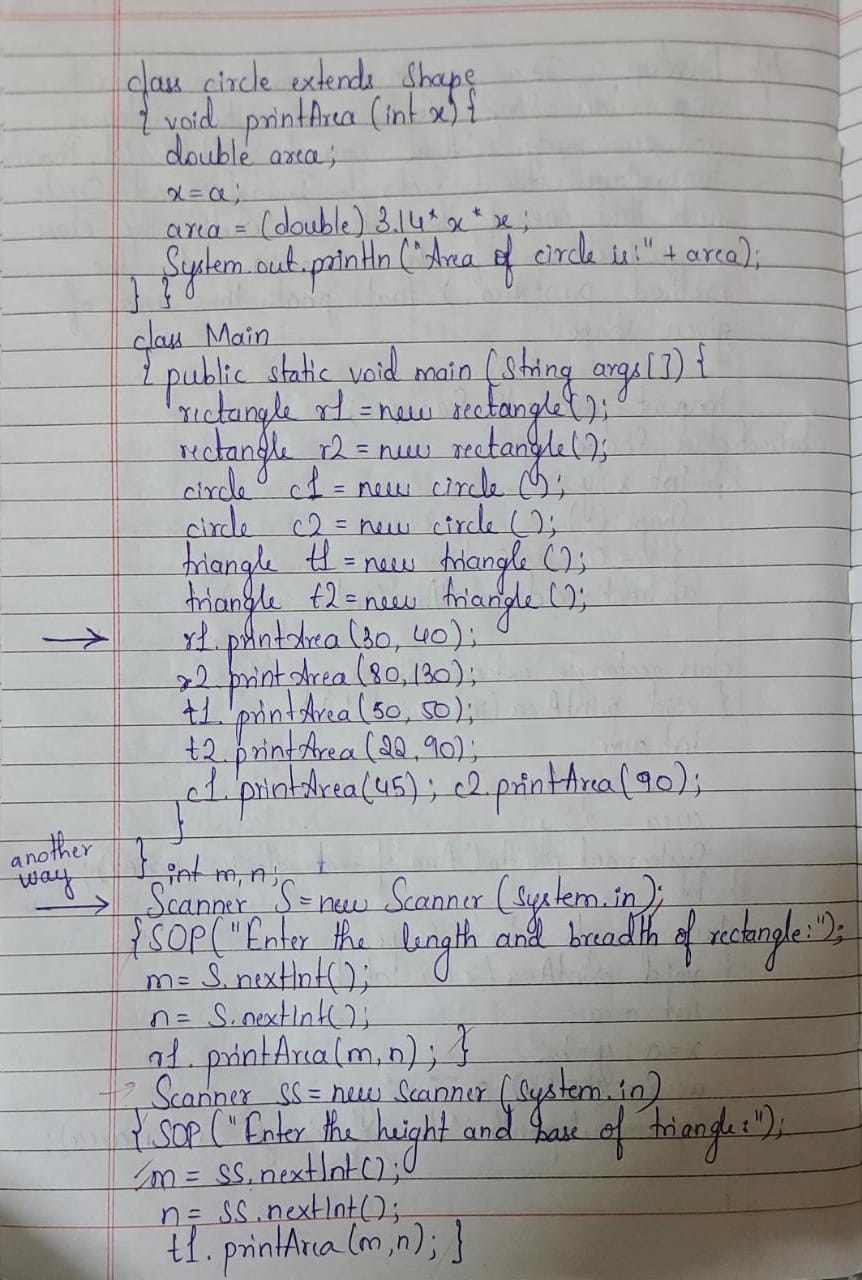 class circle extends Shape
{ void printArea (int x) {
double area;
x = a;
area = (double) 3.14 * x * x;
System.out.println ("Area of circle is:" + area);
} }
class Main
{ public static void main (String args[]) {
rectangle r1 = new rectangle();
rectangle r2 = new rectangle();
circle c1 = new circle ();
circle c2 = new circle ();
triangle t1 = new triangle ();
triangle t2 = new triangle ();
→ r1.printArea(30, 40);
r2.printArea(80,130);
t1.printArea(50, 50);
t2.printArea(22, 90);
c1.printArea(45); c2.printArea(90);
}
another way →
} int m,n;
Scanner S = new Scanner (System.in);
{ SOP("Enter the length and breadth of rectangle:");
m = S.nextInt();
n = S.nextInt();
r1.printArea(m,n); }
Scanner SS = new Scanner (System.in)
{ SOP ("Enter the height and base of triangle:");
m = SS.nextInt();
n = SS.nextInt();
t1.printArea(m,n); }